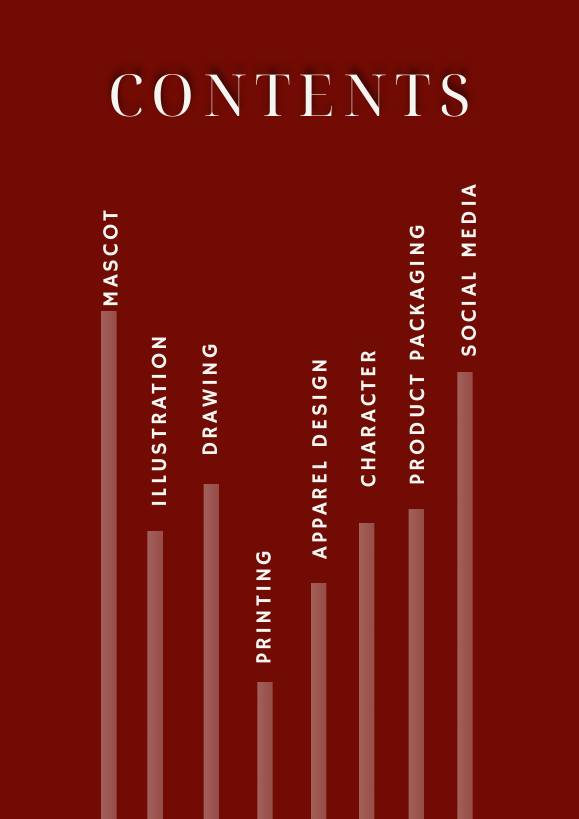 CONTENTS
MASCOT
ILLUSTRATION
DRAWING
PRINTING
APPAREL DESIGN
CHARACTER
PRODUCT PACKAGING
SOCIAL MEDIA